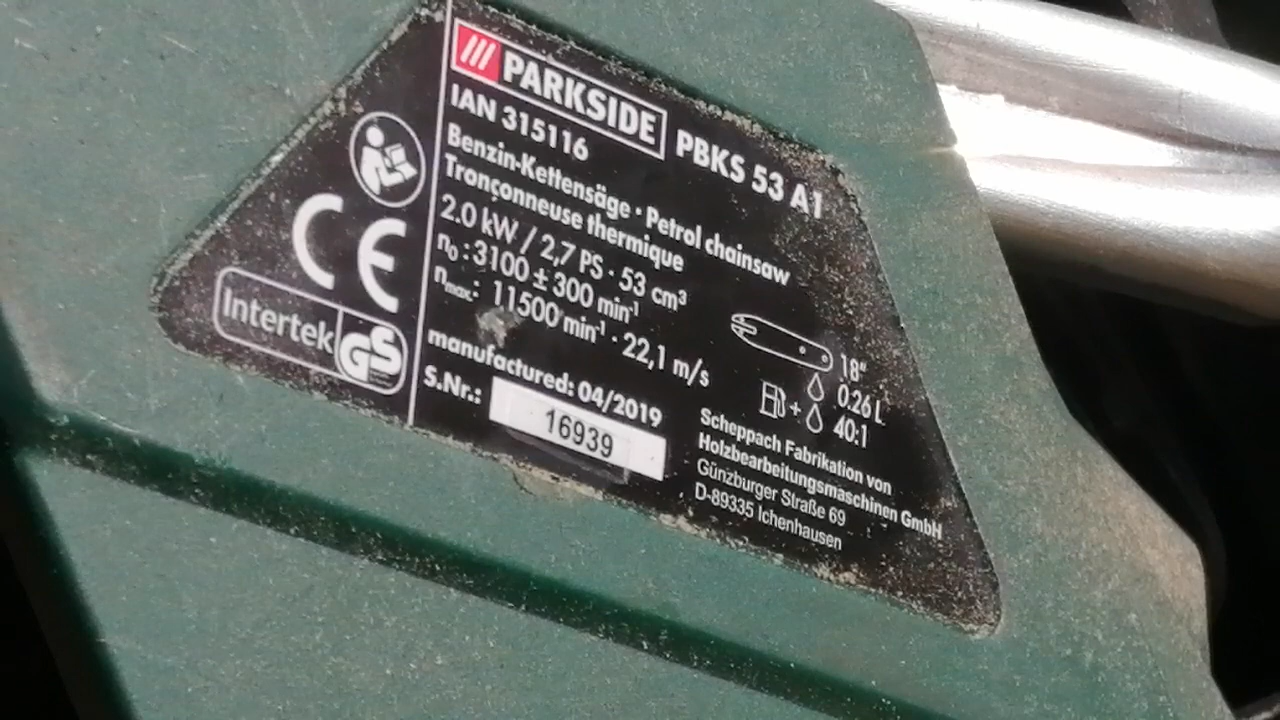 PARKSIDE PBKS 53 A1
IAN 315116
Benzin-Kettensäge · Petrol chainsaw
Tronçonneuse thermique
2.0 kW / 2,7 PS · 53 cm³
n₀ : 3100 ± 300 min⁻¹
nmax.: 11500 min⁻¹ · 22,1 m/s
manufactured: 04/2019
S.Nr.: 16939
CE
Intertek GS
18"
0.26 L
+ 40:1
Scheppach Fabrikation von
Holzbearbeitungsmaschinen GmbH
Günzburger Straße 69
D-89335 Ichenhausen